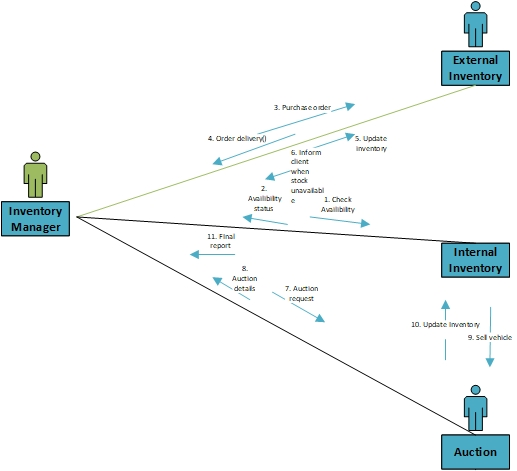 External
Inventory
3. Purchase order
4. Order delivery()
5. Update
Inventory
6. Inform
client
when
stock
unavailabl
e
2.
Availibility
status
1. Check
Availibility
Inventory
Manager
11. Final
report
Internal
Inventory
8.
Auction
details
7. Auction
request
10. Update Inventory
9. Sell vehicle
Auction